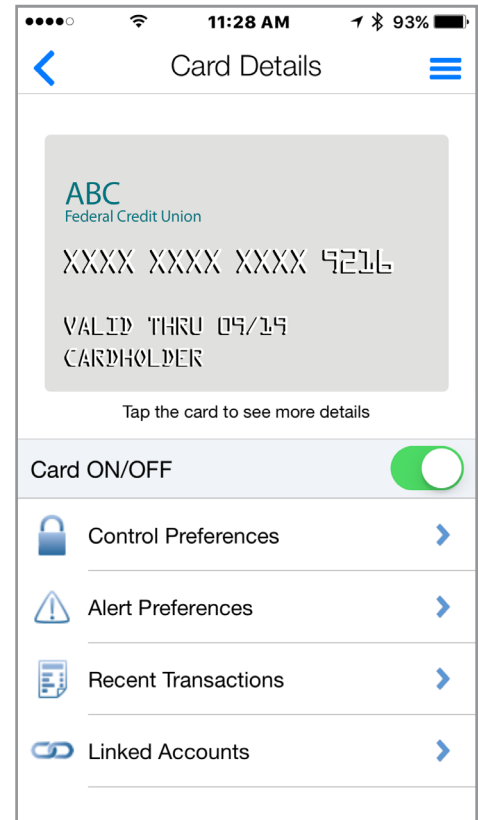 11:28 AM 93%
Card Details
ABC
Federal Credit Union
XXXX XXXX XXXX 9216
VALID THRU 09/19
CARDHOLDER
Tap the card to see more details
Card ON/OFF
Control Preferences
Alert Preferences
Recent Transactions
Linked Accounts